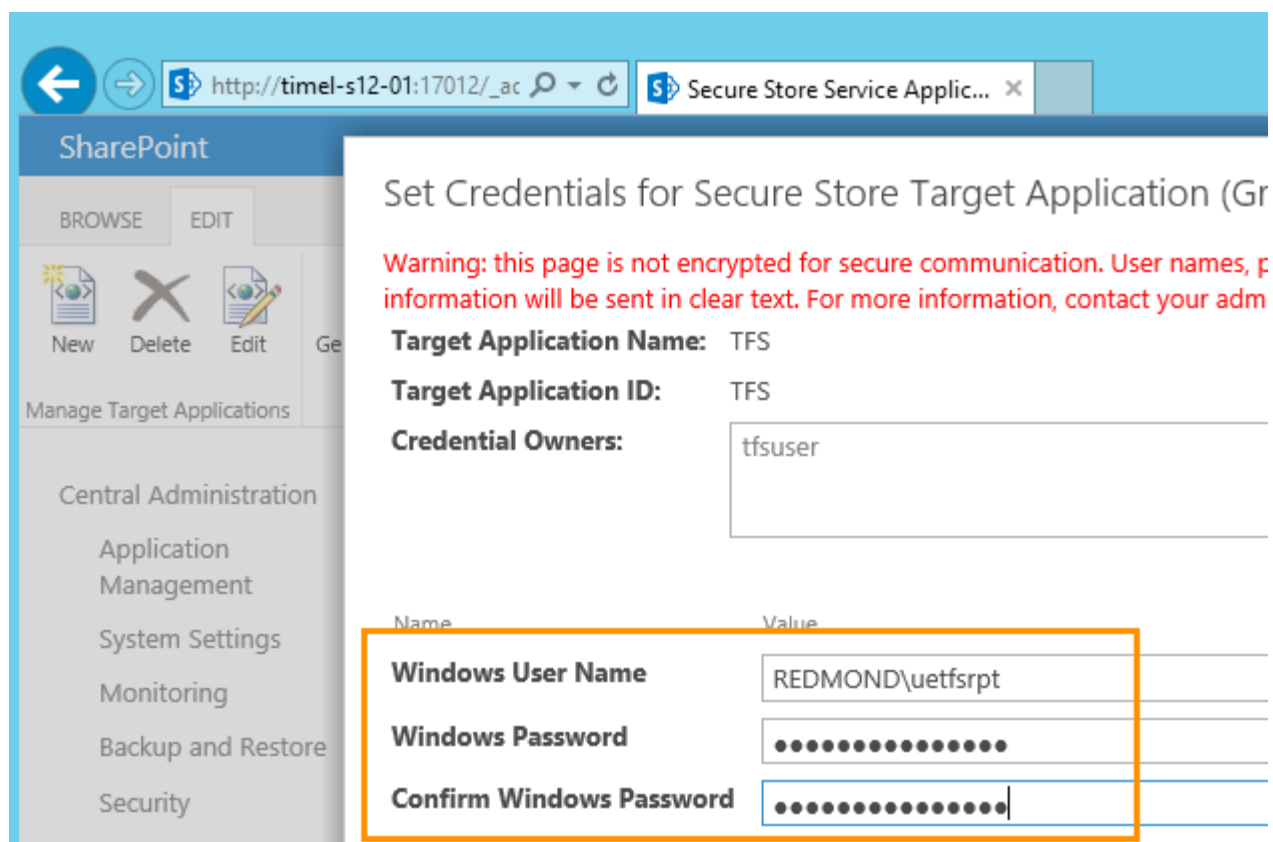 http://timel-s12-01:17012/_ac
Secure Store Service Applic...
SharePoint
BROWSE EDIT
New Delete Edit Ge
Manage Target Applications
Central Administration
Application
Management
System Settings
Monitoring
Backup and Restore
Security
Set Credentials for Secure Store Target Application (Gr
Warning: this page is not encrypted for secure communication. User names, p
information will be sent in clear text. For more information, contact your adm
Target Application Name: TFS
Target Application ID: TFS
Credential Owners: tfsuser
Name Value
Windows User Name REDMOND\uetfsrpt
Windows Password ●●●●●●●●●●●●●●●
Confirm Windows Password ●●●●●●●●●●●●●●●